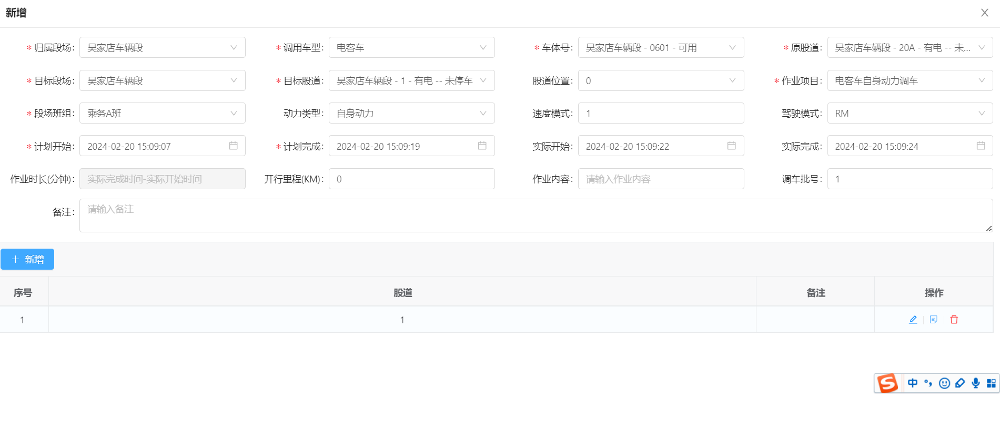 新增
* 归属段场: 吴家店车辆段 * 调用车型: 电客车 * 车体号: 吴家店车辆段 - 0601 - 可用 * 原股道: 吴家店车辆段 - 20A - 有电 -- 未...
* 目标段场: 吴家店车辆段 * 目标股道: 吴家店车辆段 - 1 - 有电 -- 未停车 股道位置: 0 * 作业项目: 电客车自身动力调车
* 段场班组: 乘务A班 动力类型: 自身动力 速度模式: 1 驾驶模式: RM
* 计划开始: 2024-02-20 15:09:07 * 计划完成: 2024-02-20 15:09:19 实际开始: 2024-02-20 15:09:22 实际完成: 2024-02-20 15:09:24
作业时长(分钟): 实际完成时间-实际开始时间 开行里程(KM): 0 作业内容: 请输入作业内容 调车批号: 1
备注: 请输入备注
+ 新增
序号 股道 备注 操作
1 1
S 中 °,